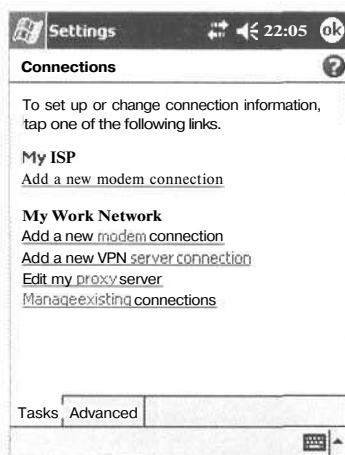 Settings 22:05 ok
Connections ?
To set up or change connection information,
tap one of the following links.
My ISP
Add a new modem connection
My Work Network
Add a new modem connection
Add a new VPN server connection
Edit my proxy server
Manageexisting connections
Tasks Advanced